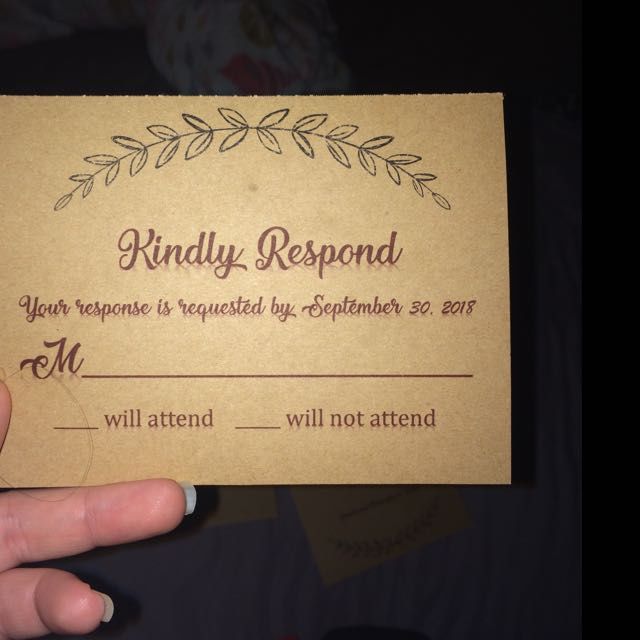 Kindly Respond
Your response is requested by September 30, 2018
M
will attend will not attend